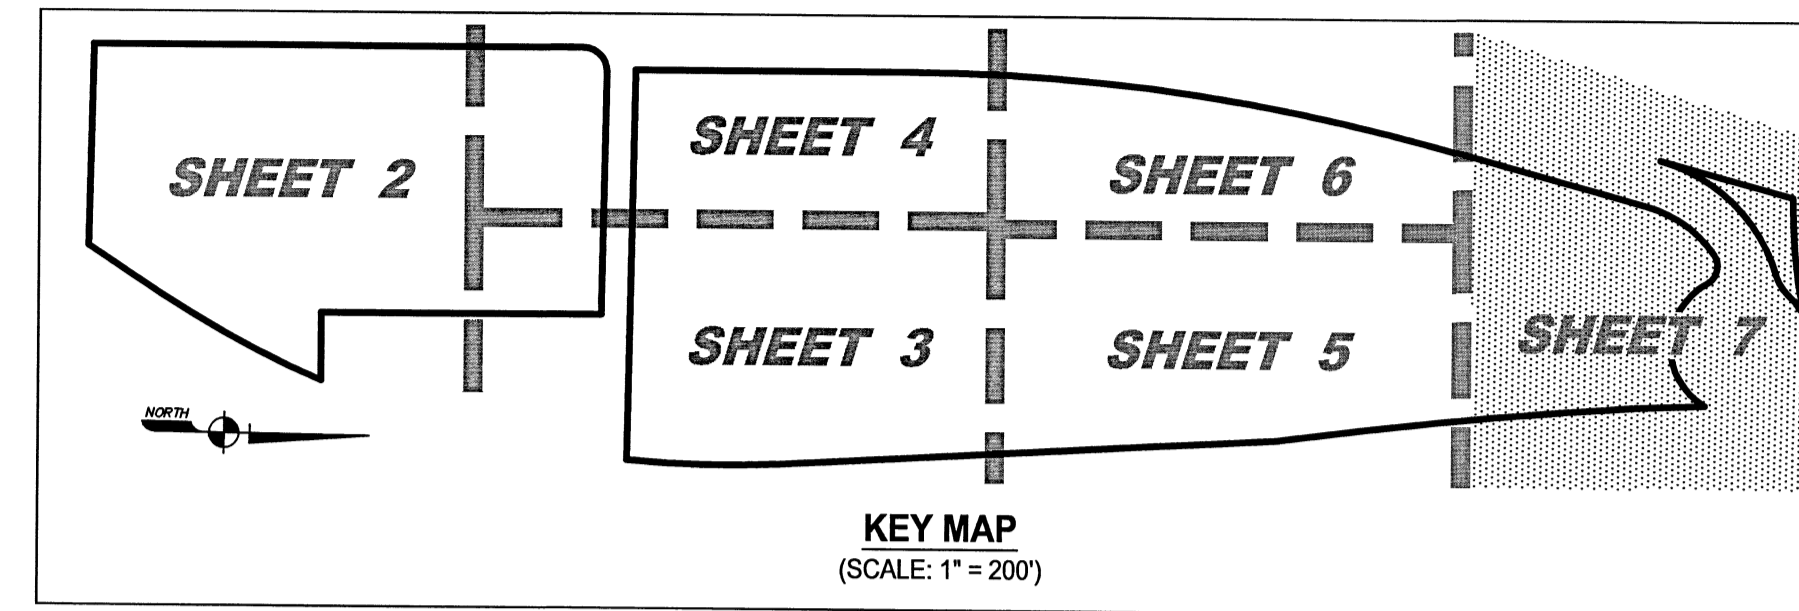 SHEET 4
SHEET 2
SHEET 6
SHEET 3
SHEET 5
SHEET 7
NORTH
KEY MAP
(SCALE: 1" = 200')